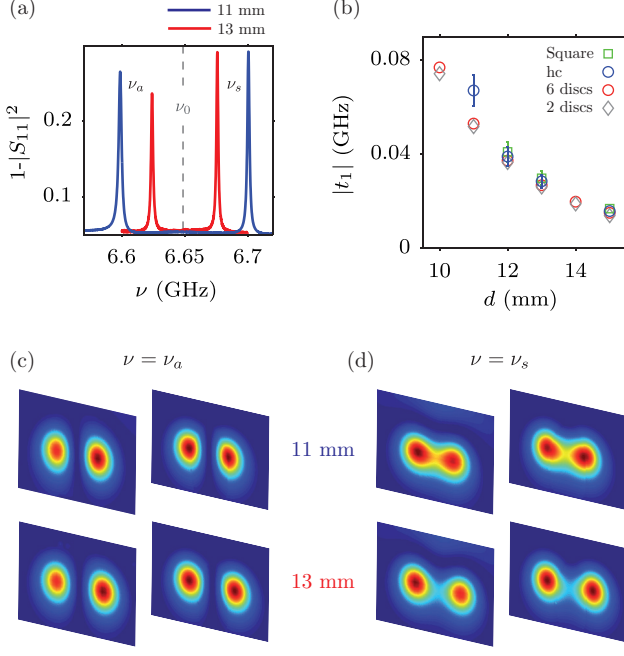 (a)
11 mm
13 mm
νa
νs
ν0
1-|S11|²
0.2
0.1
6.6
6.65
6.7
ν (GHz)
(b)
Square
hc
6 discs
2 discs
|t1| (GHz)
0.08
0.04
0
10
12
14
d (mm)
(c)
ν = νa
(d)
ν = νs
11 mm
13 mm